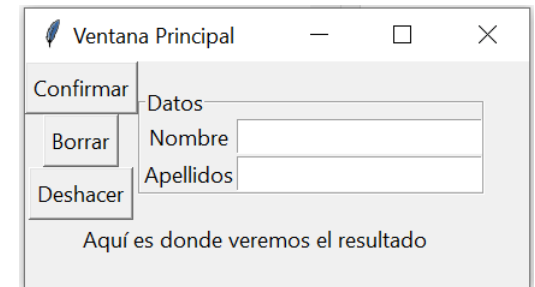 Ventana Principal
Confirmar
Datos
Borrar
Nombre
Apellidos
Deshacer
Aquí es donde veremos el resultado